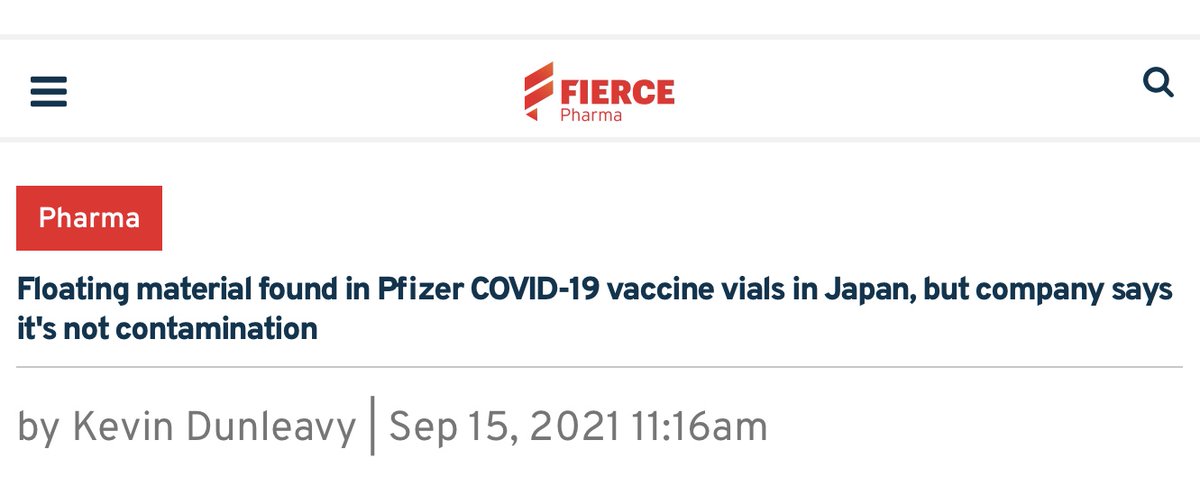 FIERCE
Pharma
Pharma
Floating material found in Pfizer COVID-19 vaccine vials in Japan, but company says
it's not contamination
by Kevin Dunleavy | Sep 15, 2021 11:16am